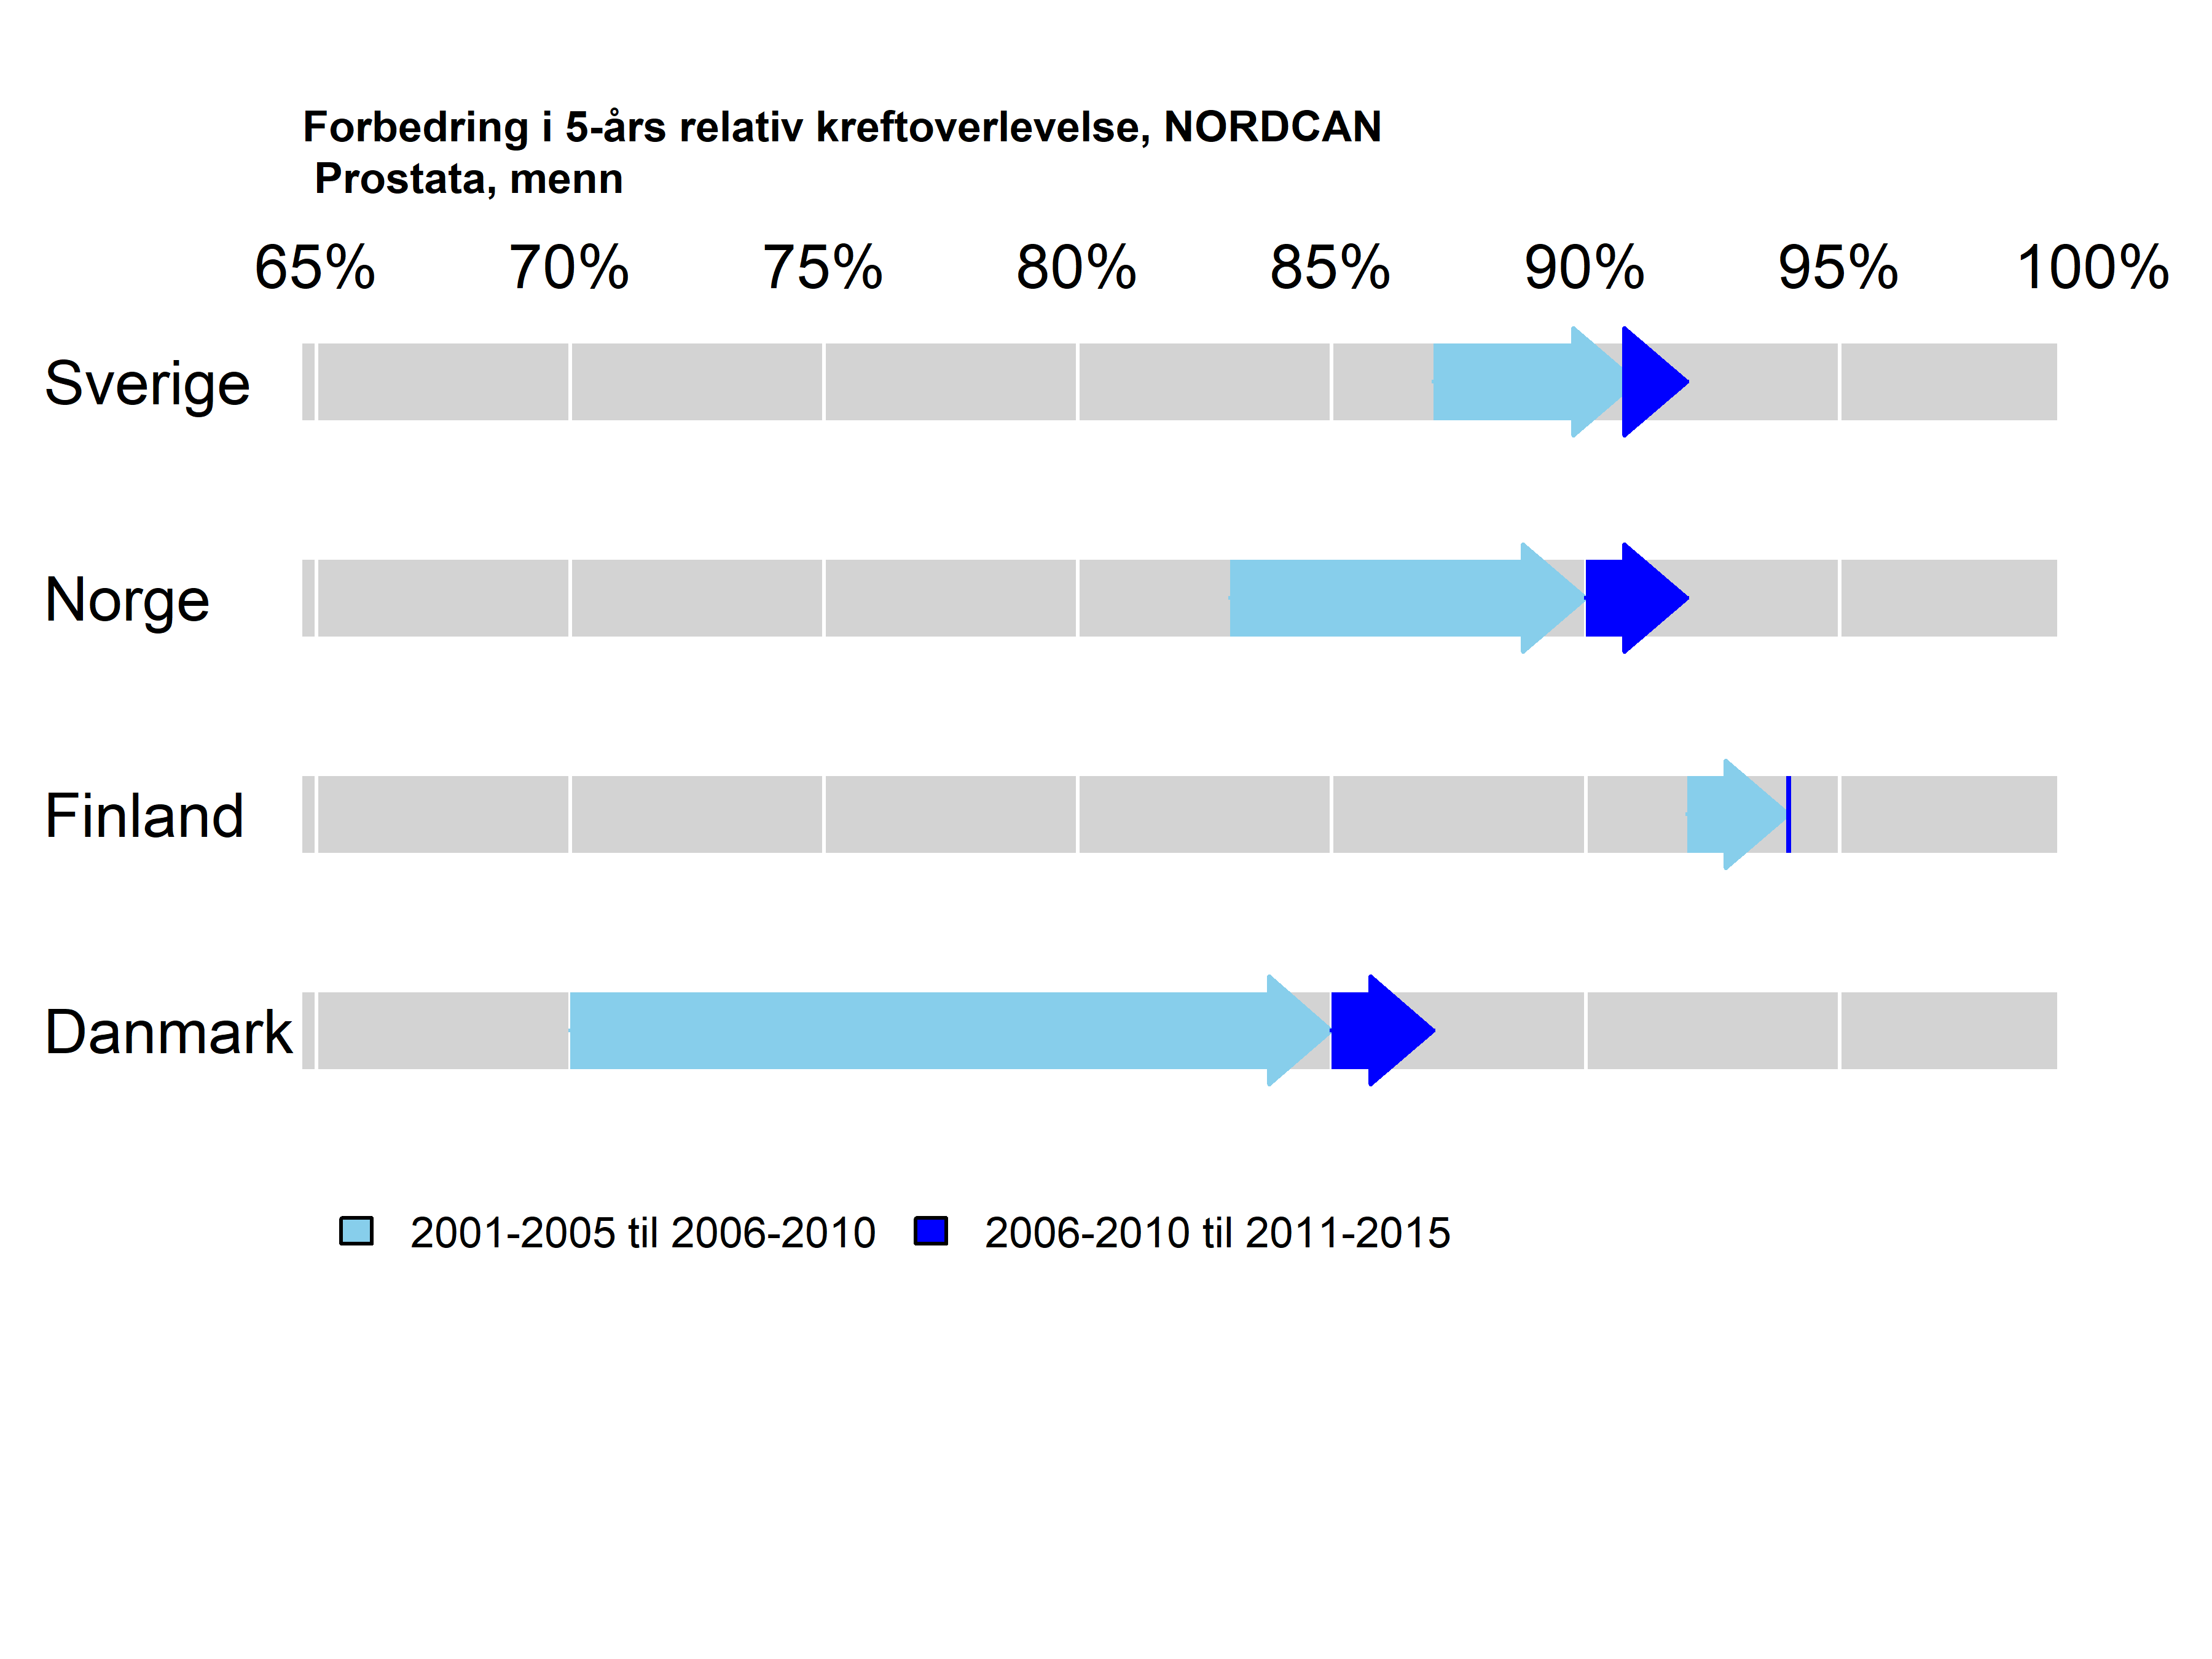 Forbedring i 5-års relativ kreftoverlevelse, NORDCAN
Prostata, menn
65% 70% 75% 80% 85% 90% 95% 100%
Sverige
Norge
Finland
Danmark
2001-2005 til 2006-2010 2006-2010 til 2011-2015